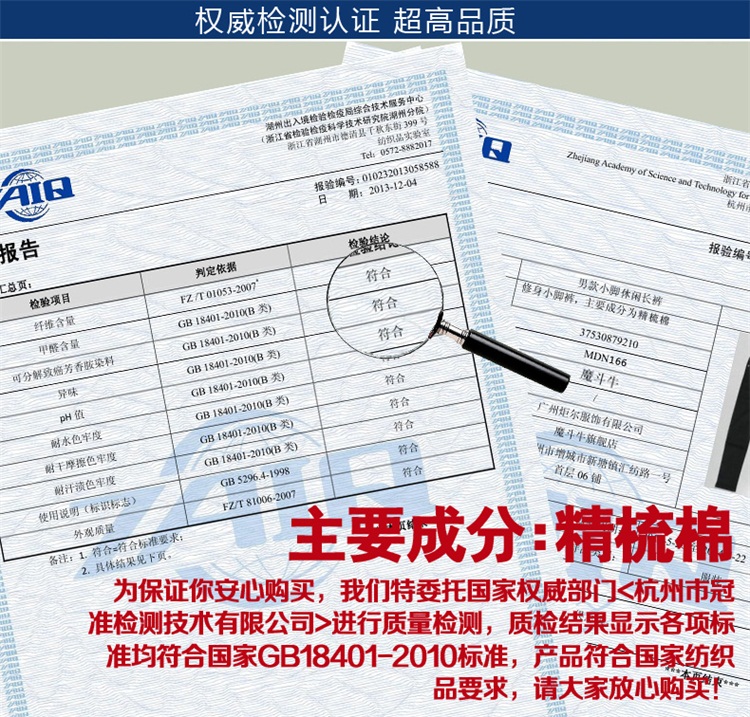 权威检测认证 超高品质
湖州出入境检验检疫局综合技术服务中心
(浙江省检验检疫科学技术研究院湖州分院)
浙江省湖州市德清县千秋东街 399 号
纺织品实验室
Tel: 0572-8882017
AIQ
报验编号: 010232013058588
日 期: 2013-12-04
报告
汇总页:
检验项目 判定依据 检验结论
纤维含量 FZ/T 01053-2007 符合
甲醛含量 GB 18401-2010(B 类) 符合
可分解致癌芳香胺染料 GB 18401-2010(B 类) 符合
异味 GB 18401-2010(B 类)
pH 值 GB 18401-2010(B 类) 符合
耐水色牢度 GB 18401-2010(B 类) 符合
耐干摩擦色牢度 GB 18401-2010(B 类) 符合
耐汗渍色牢度 GB 18401-2010(B 类) 符合
使用说明（标识标志） GB 5296.4-1998 符合
外观质量 FZ/T 81006-2007
备注: 1. 符合=符合标准要求;
2. 具体结果见下页。
Zhejiang Academy of Science and Technology for
浙江省
杭州市
报验编号
男款小脚休闲长裤
修身小脚裤，主要成分为精梳棉
37530879210
MDN166
魔斗牛
/
广州炬尔服饰有限公司
魔斗牛旗舰店
州市增城市新塘镇汇纺路一号
首层 06 铺
主要成分:精梳棉
为保证你安心购买，我们特委托国家权威部门<杭州市冠
准检测技术有限公司>进行质量检测，质检结果显示各项标
准均符合国家GB18401-2010标准，产品符合国家纺织
品要求，请大家放心购买!